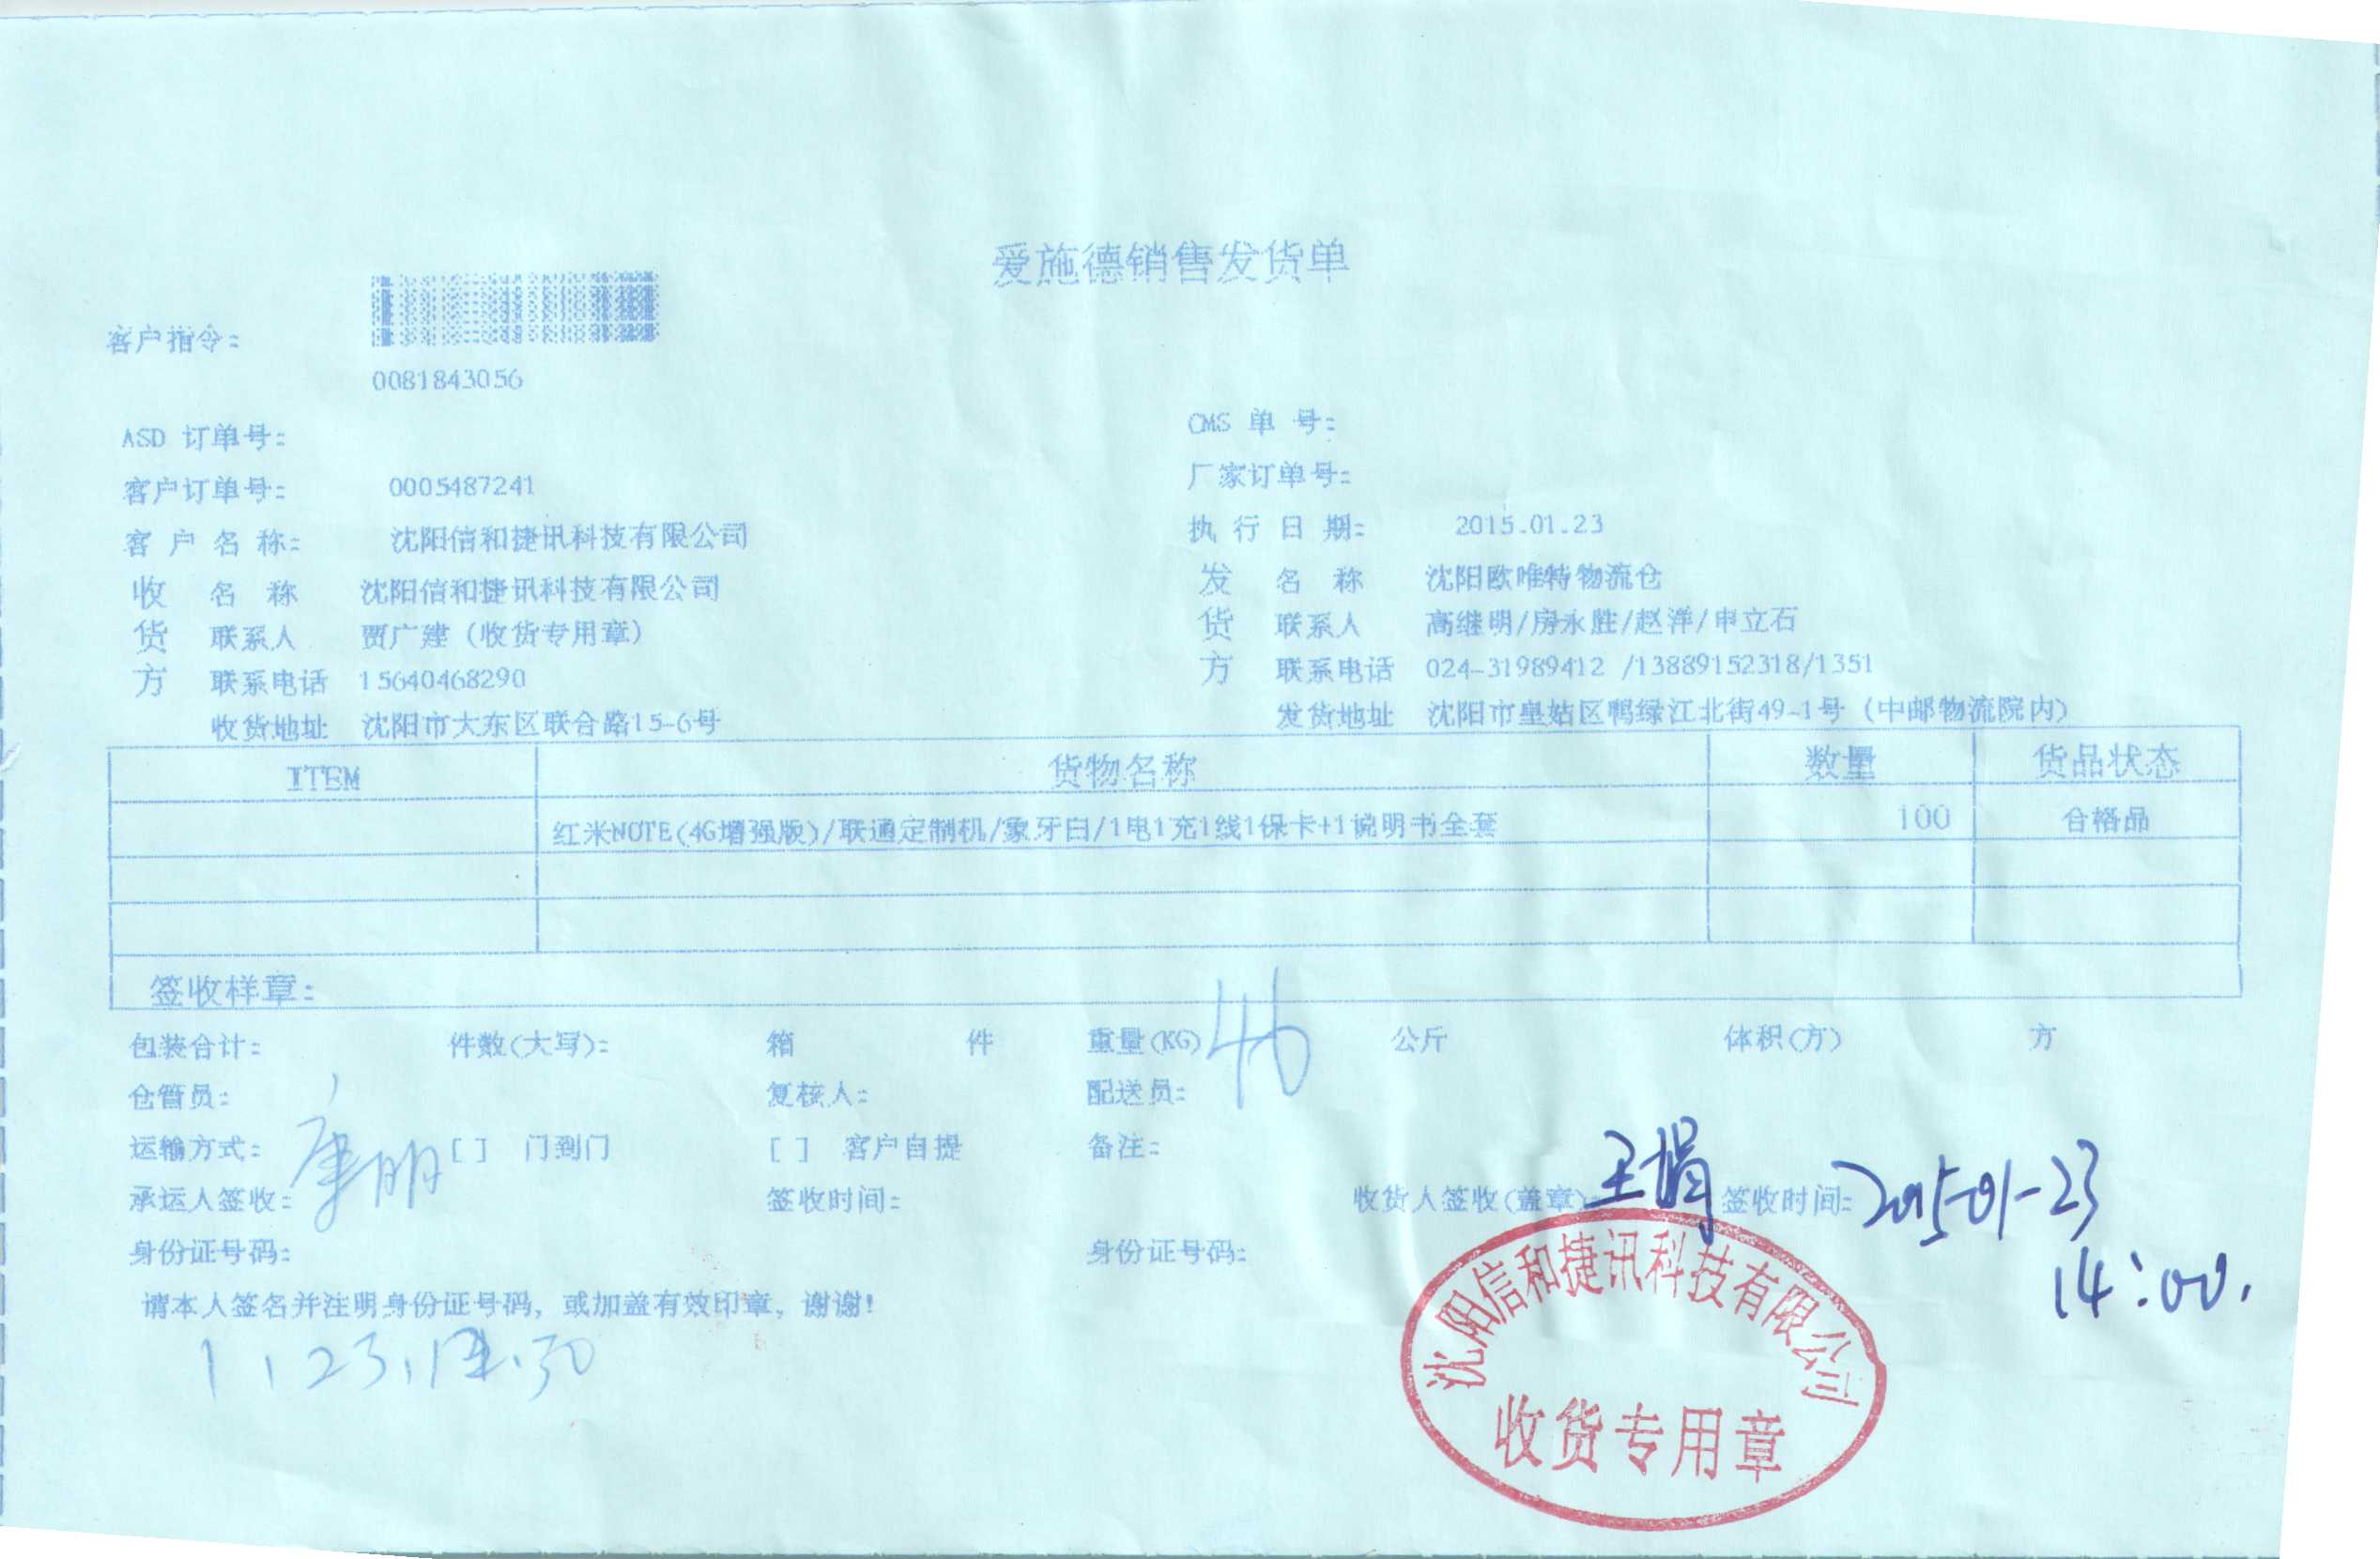 爱施德销售发货单
客户指令:
0081843056
ASD 订单号:
CMS 单 号:
客户订单号: 0005487241
厂家订单号:
客 户 名 称: 沈阳信和捷讯科技有限公司
执 行 日 期: 2015.01.23
收货方
名 称 沈阳信和捷讯科技有限公司
联系人 贾广建(收货专用章)
联系电话 15640468290
收货地址 沈阳市大东区联合路15-6号
发货方
名 称 沈阳欧唯特物流仓
联系人 高继明/房永胜/赵洋/申立石
联系电话 024-31989412 /13889152318/1351
发货地址 沈阳市皇姑区鸭绿江北街49-1号(中邮物流院内)
ITEM 货物名称 数量 货品状态
红米NOTE(4G增强版)/联通定制机/象牙白/1电1充1线1保卡+1说明书全套 100 合格品
签收样章:
包装合计: 件数(大写): 箱 件 重量(KG) 46 公斤 体积(方) 方
仓管员: 复核人: 配送员:
运输方式: [ ] 门到门 [ ] 客户自提 备注:
承运人签收: 签收时间: 收货人签收(盖章): 王娟 签收时间: 2015-01-23
14:00.
身份证号码: 身份证号码:
请本人签名并注明身份证号码, 或加盖有效印章, 谢谢!
沈阳信和捷讯科技有限公司
收货专用章